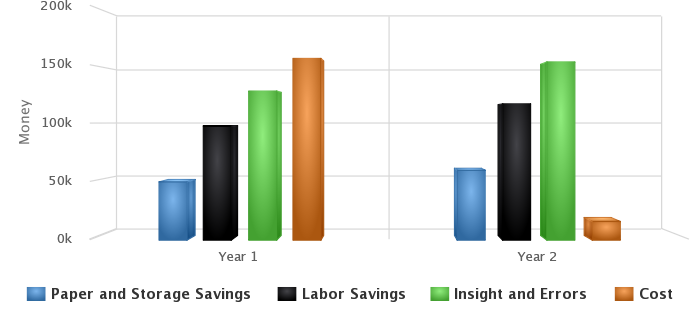 200k
150k
100k
50k
0k
Money
Year 1
Year 2
Paper and Storage Savings
Labor Savings
Insight and Errors
Cost